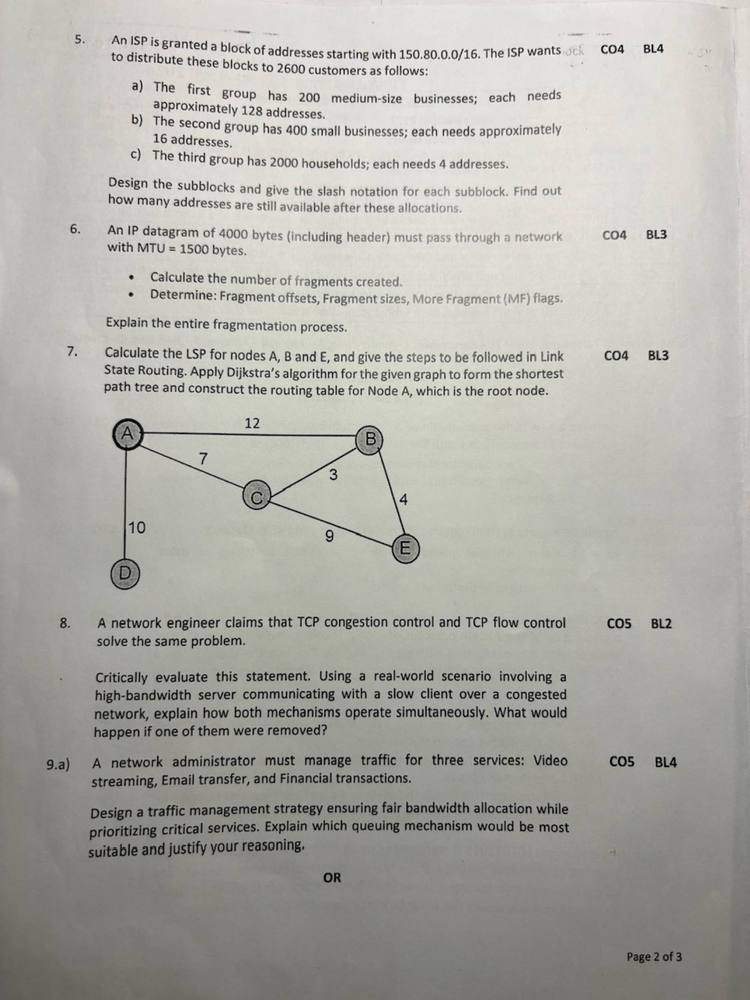 5. An ISP is granted a block of addresses starting with 150.80.0.0/16. The ISP wants CO4 BL4
to distribute these blocks to 2600 customers as follows:
a) The first group has 200 medium-size businesses; each needs
approximately 128 addresses.
b) The second group has 400 small businesses; each needs approximately
16 addresses.
c) The third group has 2000 households; each needs 4 addresses.
Design the subblocks and give the slash notation for each subblock. Find out
how many addresses are still available after these allocations.
6. An IP datagram of 4000 bytes (including header) must pass through a network CO4 BL3
with MTU = 1500 bytes.
• Calculate the number of fragments created.
• Determine: Fragment offsets, Fragment sizes, More Fragment (MF) flags.
Explain the entire fragmentation process.
7. Calculate the LSP for nodes A, B and E, and give the steps to be followed in Link CO4 BL3
State Routing. Apply Dijkstra's algorithm for the given graph to form the shortest
path tree and construct the routing table for Node A, which is the root node.
12
A
B
7
3
C
4
10
9
E
D
8. A network engineer claims that TCP congestion control and TCP flow control CO5 BL2
solve the same problem.
Critically evaluate this statement. Using a real-world scenario involving a
high-bandwidth server communicating with a slow client over a congested
network, explain how both mechanisms operate simultaneously. What would
happen if one of them were removed?
9.a) A network administrator must manage traffic for three services: Video CO5 BL4
streaming, Email transfer, and Financial transactions.
Design a traffic management strategy ensuring fair bandwidth allocation while
prioritizing critical services. Explain which queuing mechanism would be most
suitable and justify your reasoning.
OR
Page 2 of 3